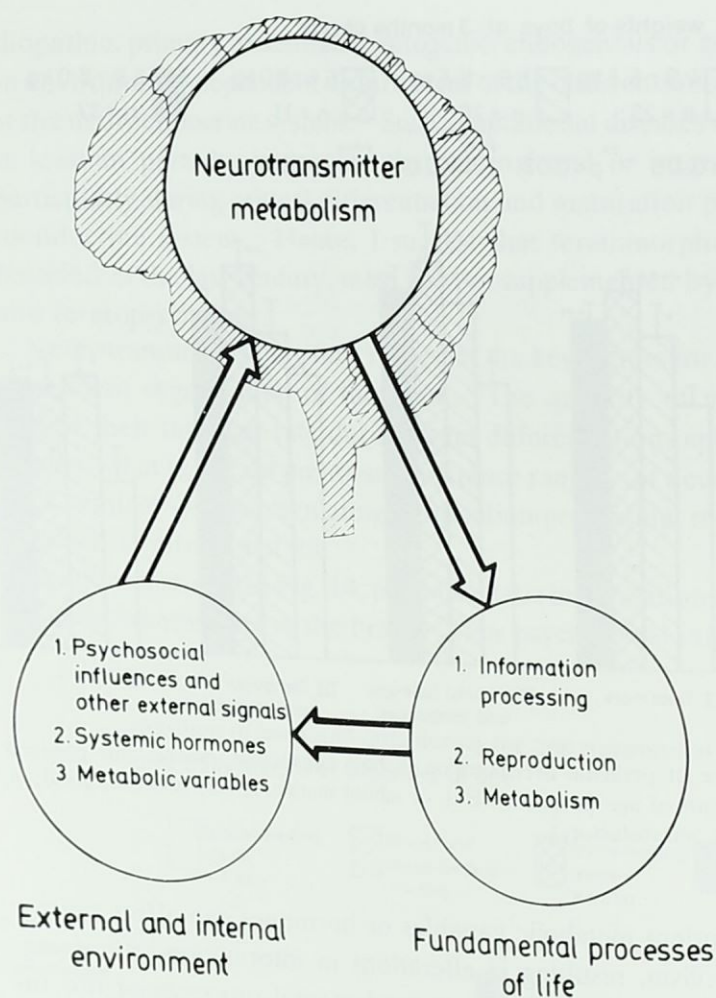 Neurotransmitter
metabolism
1. Psychosocial
influences and
other external signals
2. Systemic hormones
3 Metabolic variables
1. Information
processing
2. Reproduction
3. Metabolism
External and internal
environment
Fundamental processes
of life